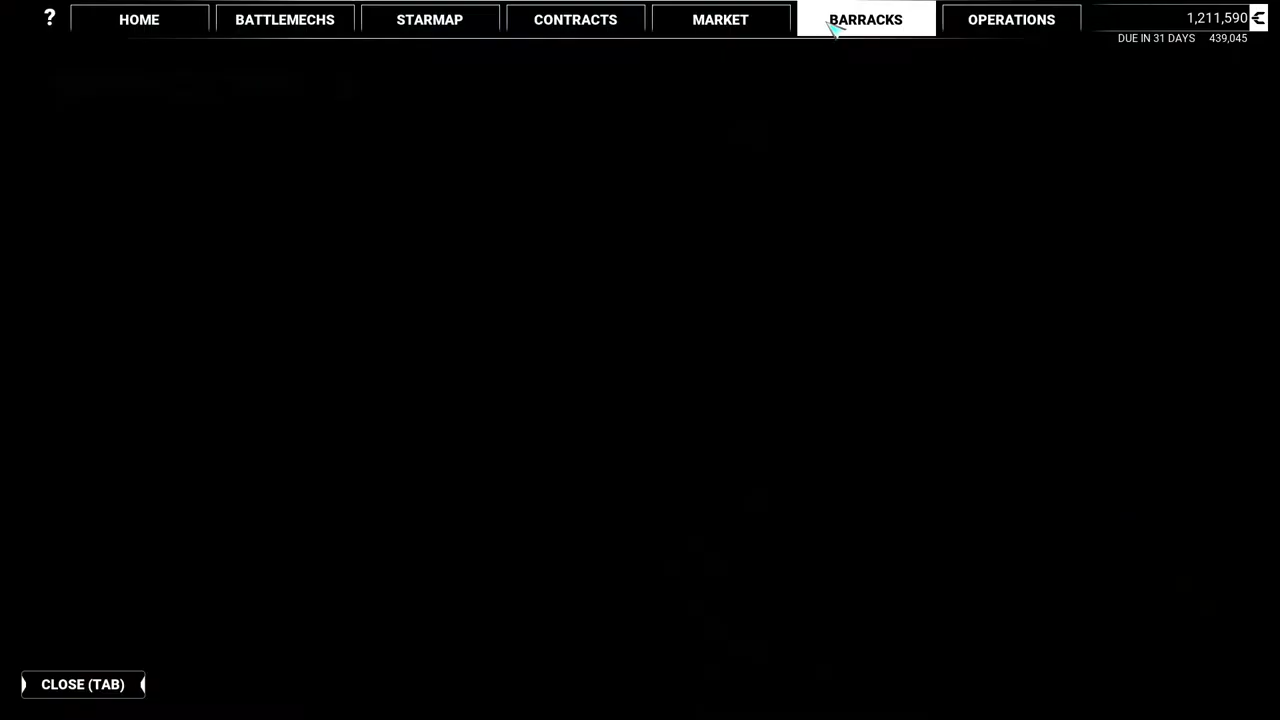 ? HOME BATTLEMECHS STARMAP CONTRACTS MARKET BARRACKS OPERATIONS 1,211,590
DUE IN 31 DAYS 439,045
CLOSE (TAB)